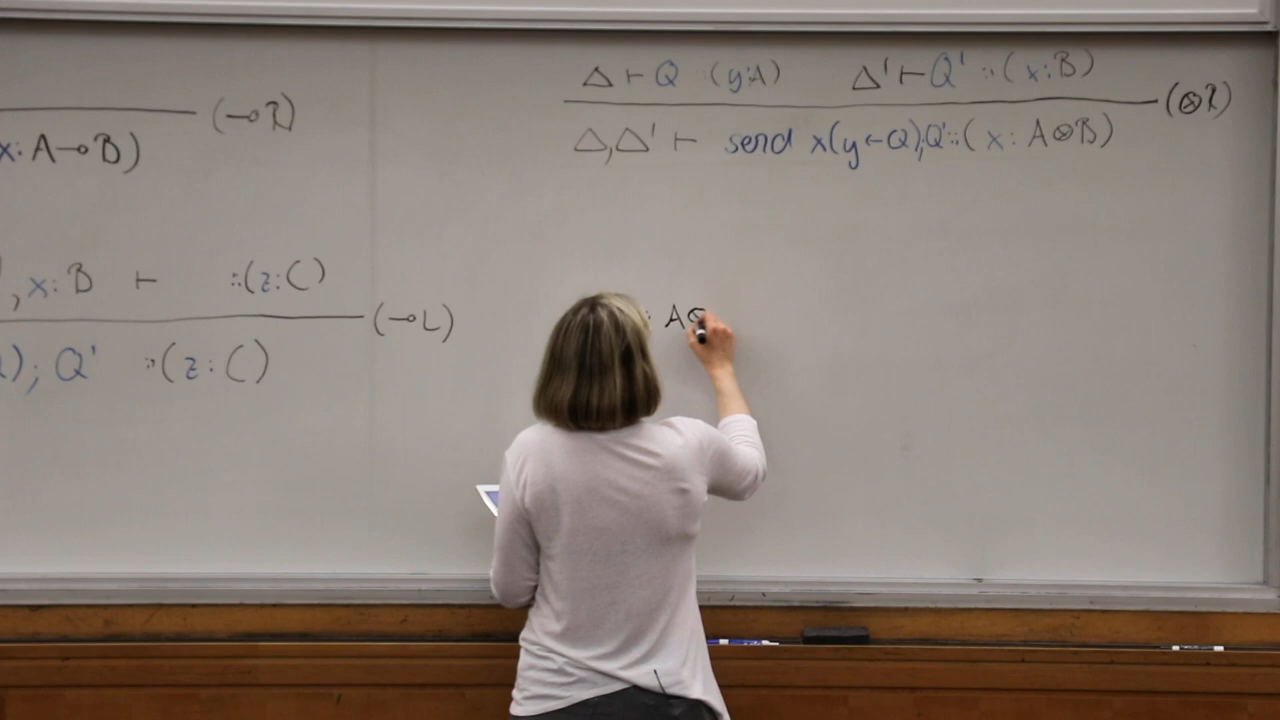 (⊸R)
x: A⊸B)
, x: B ⊢ ::(z:C)
(⊸L)
); Q' ::(z:C)
Δ ⊢ Q (y:A) Δ' ⊢ Q' :: (x:B)
(⊗R)
Δ,Δ' ⊢ send x(y←Q);Q'::( x: A⊗B)
: A⊗